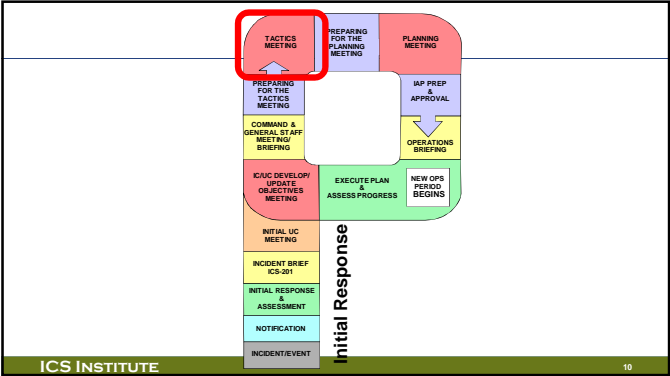 TACTICS
MEETING
PREPARING
FOR THE
PLANNING
MEETING
PLANNING
MEETING
PREPARING
FOR THE
TACTICS
MEETING
IAP PREP
&
APPROVAL
COMMAND &
GENERAL STAFF
MEETING/
BRIEFING
OPERATIONS
BRIEFING
IC/UC DEVELOP/
UPDATE
OBJECTIVES
MEETING
EXECUTE PLAN
&
ASSESS PROGRESS
NEW OPS
PERIOD
BEGINS
INITIAL UC
MEETING
INCIDENT BRIEF
ICS-201
INITIAL RESPONSE
&
ASSESSMENT
NOTIFICATION
INCIDENT/EVENT
Initial Response
ICS INSTITUTE
10